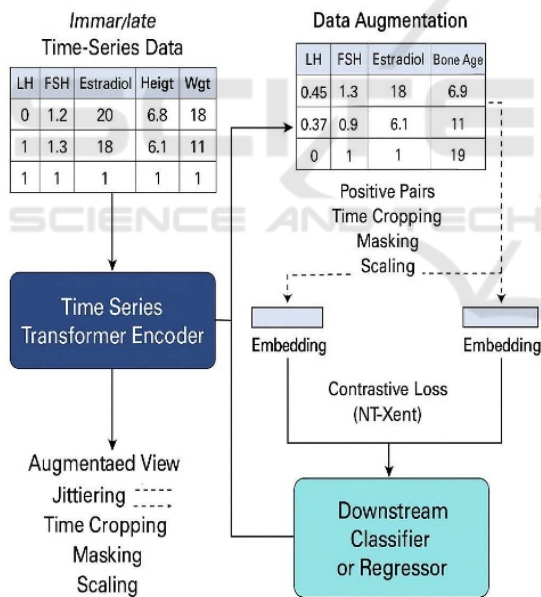 Immar/late
Time-Series Data
LH FSH Estradiol Heigt Wgt
0 1.2 20 6.8 18
1 1.3 18 6.1 11
1 1 1 1 1
Time Series
Transformer Encoder
Augmentaed View
Jittiering
Time Cropping
Masking
Scaling
Data Augmentation
LH FSH Estradiol Bone Age
0.45 1.3 18 6.9
0.37 0.9 6.1 11
0 1 1 19
Positive Pairs
Time Cropping
Masking
Scaling
Embedding
Embedding
Contrastive Loss
(NT-Xent)
Downstream
Classifier
or Regressor
SCIENCE AND TECH